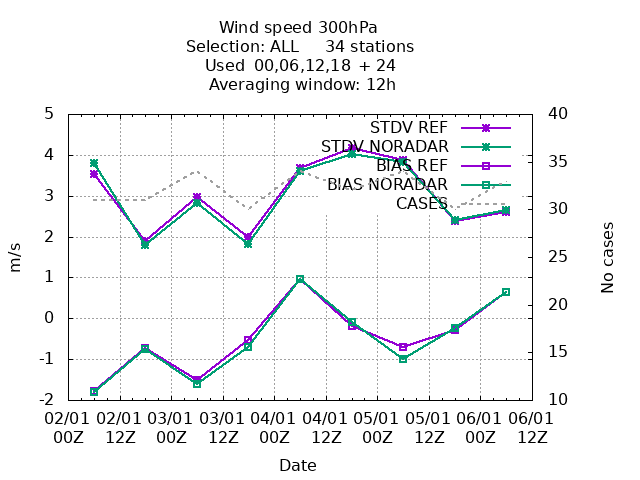 Wind speed 300hPa
Selection: ALL 34 stations
Used 00,06,12,18 + 24
Averaging window: 12h
STDV REF
STDV NORADAR
BIAS REF
BIAS NORADAR
CASES
5
4
3
2
1
0
-1
-2
m/s
40
35
30
25
20
15
10
No cases
02/01 02/01 03/01 03/01 04/01 04/01 05/01 05/01 06/01 06/01
00Z 12Z 00Z 12Z 00Z 12Z 00Z 12Z 00Z 12Z
Date